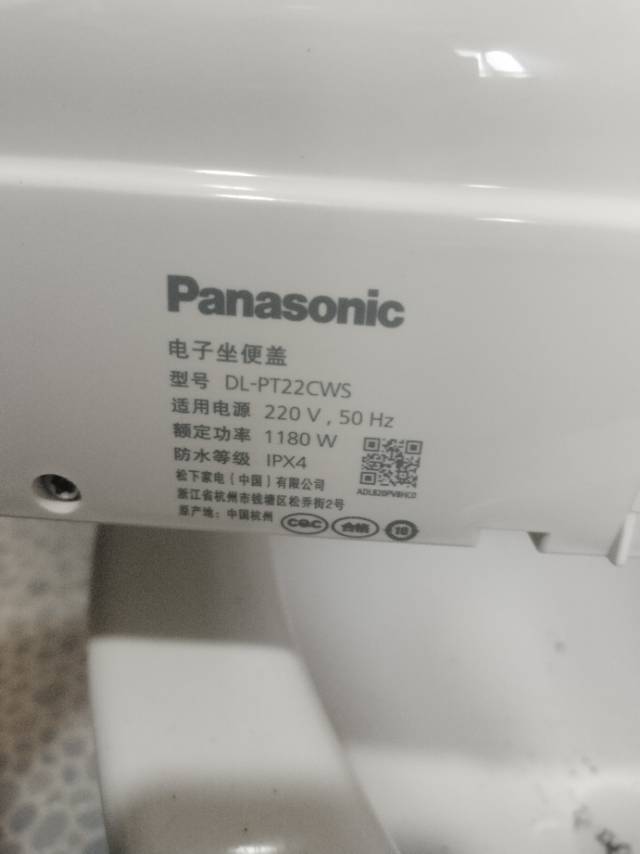 Panasonic
电子坐便盖
型号 DL-PT22CWS
适用电源 220 V , 50 Hz
额定功率 1180 W
防水等级 IPX4
松下家电（中国）有限公司
浙江省杭州市钱塘区松乔街2号
原产地：中国杭州
CQC 合格 10
ADL820PV8HC0